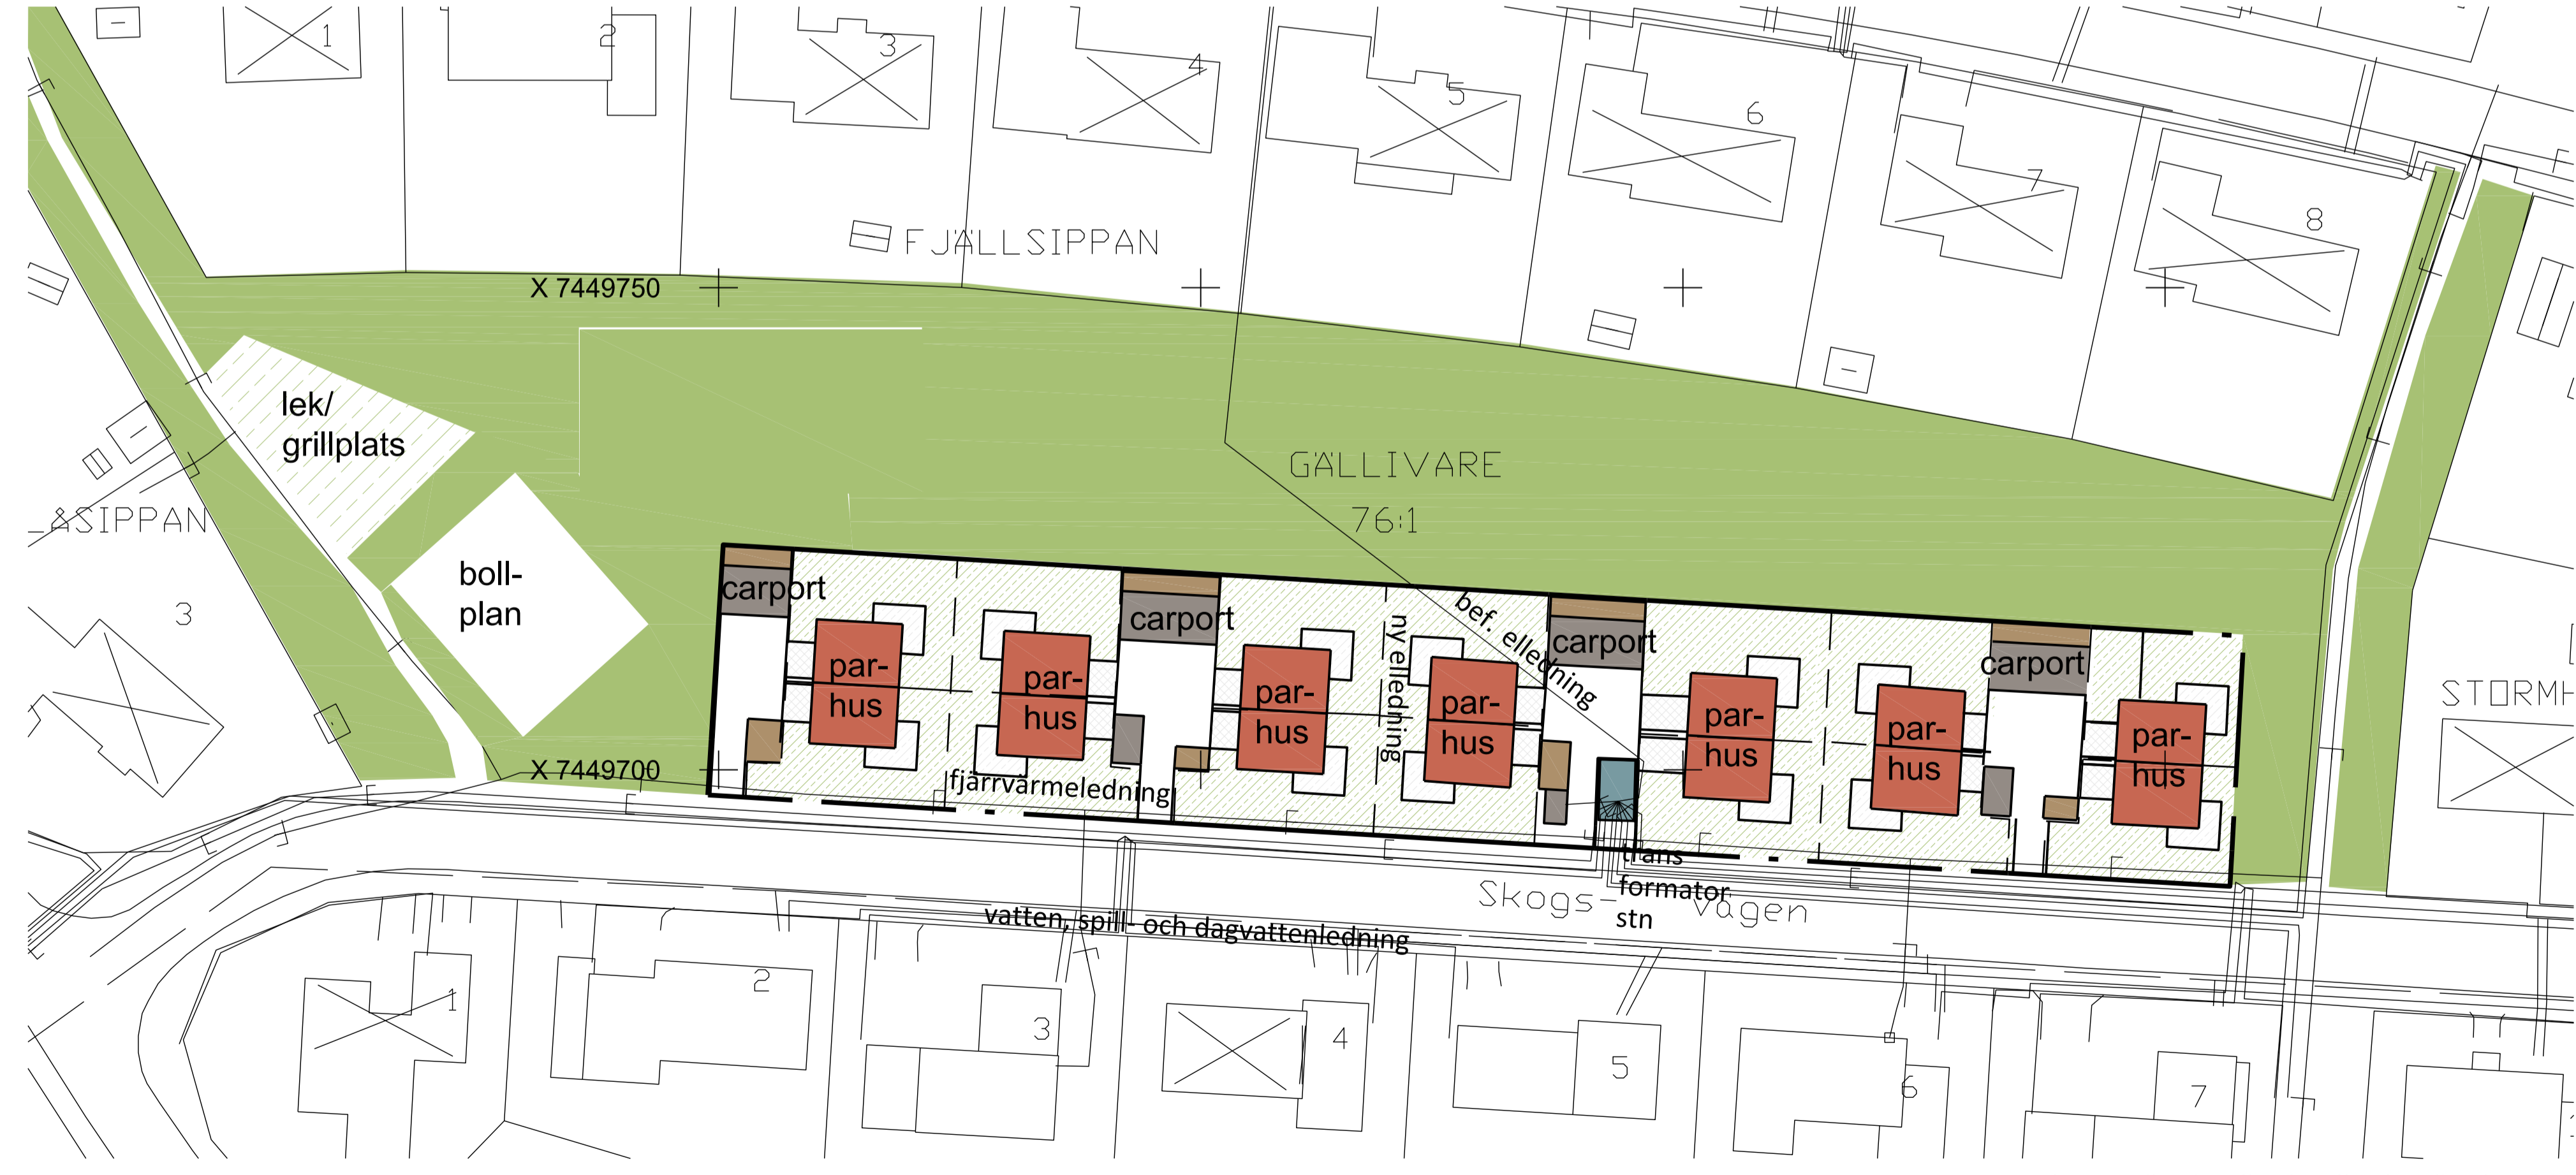 1
2
3
4
5
6
7
8
FJÄLLSIPPAN
X 7449750
lek/
grillplats
GÄLLIVARE
76:1
ÅSIPPAN
3
boll-
plan
carport
carport
carport
carport
par-
hus
par-
hus
par-
hus
par-
hus
par-
hus
par-
hus
par-
hus
ny elledning
bef. elledning
STORMH
X 7449700
fjärrvärmeledning
trans
formator
stn
Skogs-
vägen
vatten, spill- och dagvattenledning
1
2
3
4
5
6
7